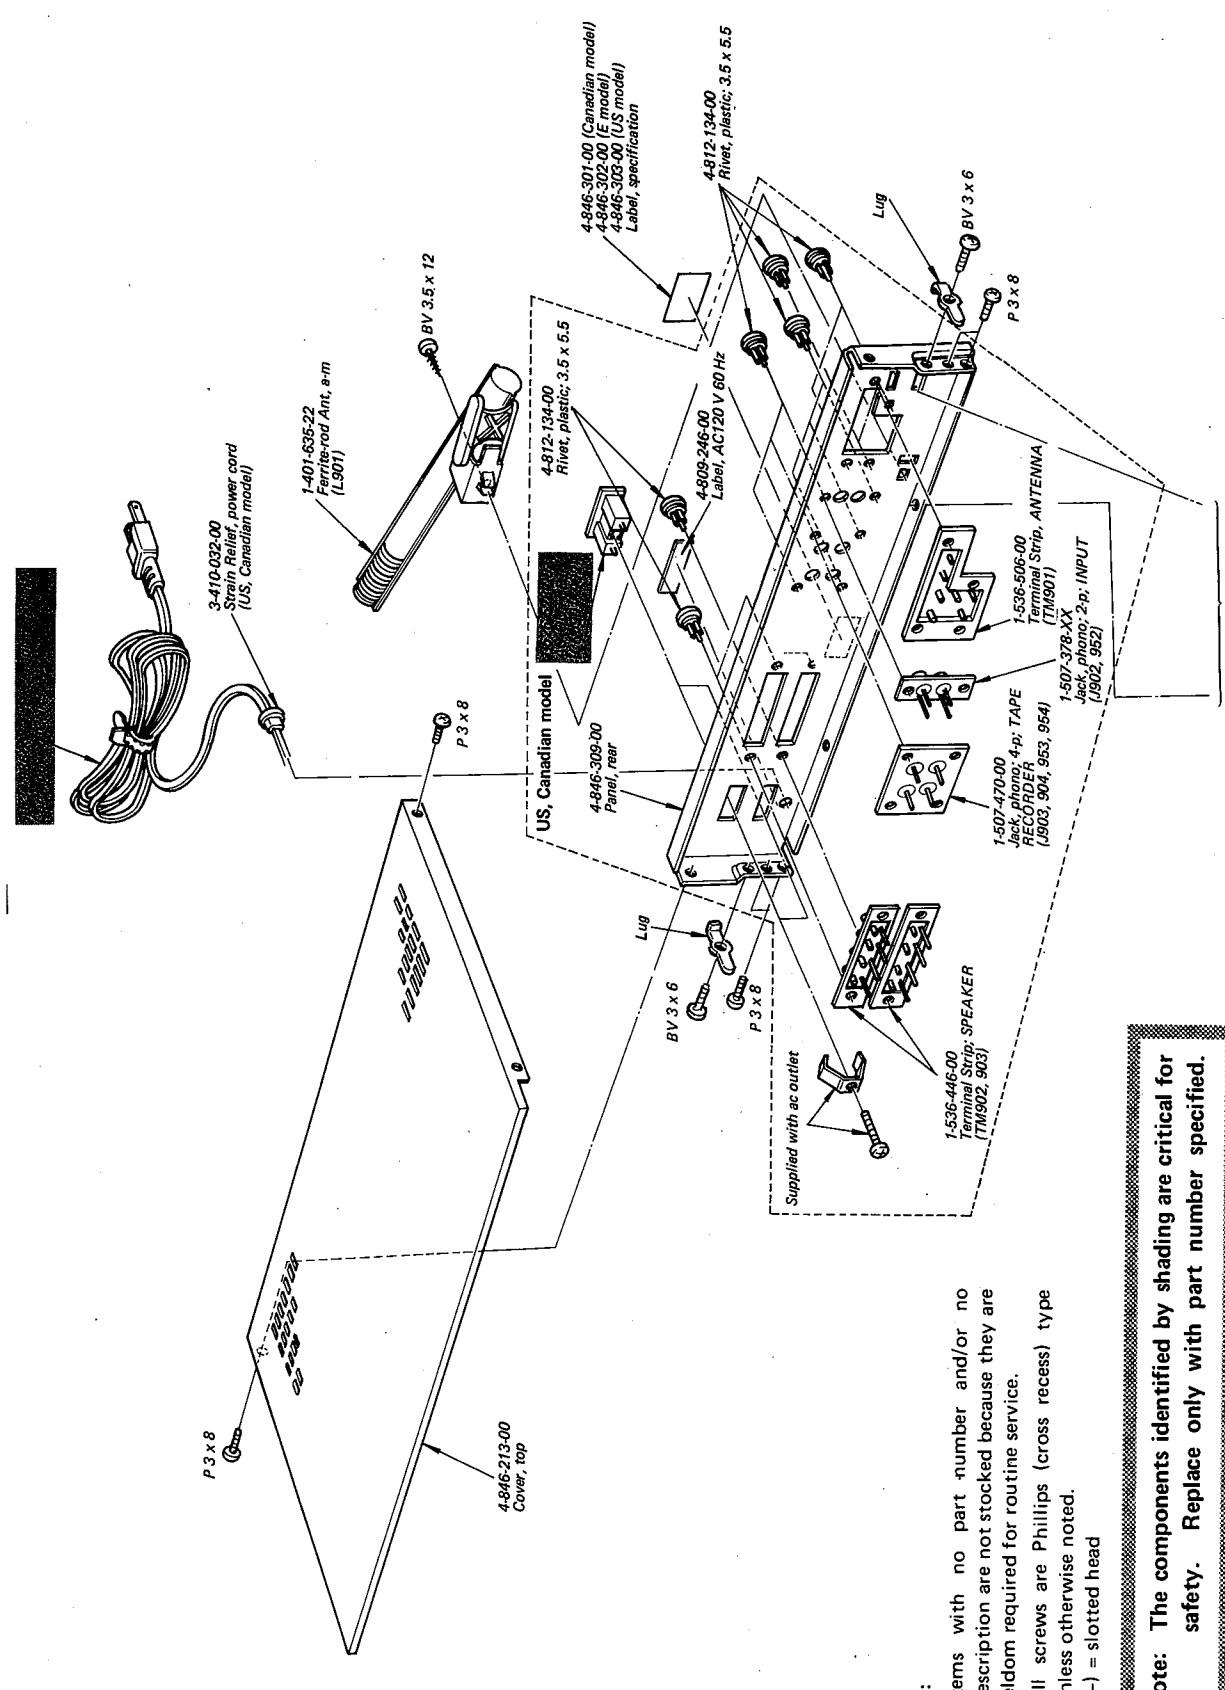 3-410-032-00
Strain Relief, power cord
(US, Canadian model)
1-401-635-22
Ferrite-rod Ant, a-m
(L901)
BV 3.5 x 12
4-846-301-00 (Canadian model)
4-846-302-00 (E model)
4-846-303-00 (US model)
Label, specification
4-812-134-00
Rivet, plastic; 3.5 x 5.5
P 3 x 8
US, Canadian model
4-846-309-00
Panel, rear
4-812-134-00
Rivet, plastic; 3.5 x 5.5
4-809-246-00
Label, AC120 V 60 Hz
Lug
BV 3 x 6
P 3 x 8
P 3 x 8
4-846-213-00
Cover, top
Lug
BV 3 x 6
P 3 x 8
Supplied with ac outlet
1-536-446-00
Terminal Strip; SPEAKER
(TM902, 903)
1-507-470-00
Jack, phono; 4-p; TAPE
RECORDER
(J903, 904, 953, 954)
1-507-378-XX
Jack, phono; 2-p; INPUT
(J902, 952)
1-536-506-00
Terminal Strip, ANTENNA
(TM901)
:
ems with no part number and/or no
escription are not stocked because they are
eldom required for routine service.
ll screws are Phillips (cross recess) type
nless otherwise noted.
–) = slotted head
ote: The components identified by shading are critical for
safety. Replace only with part number specified.